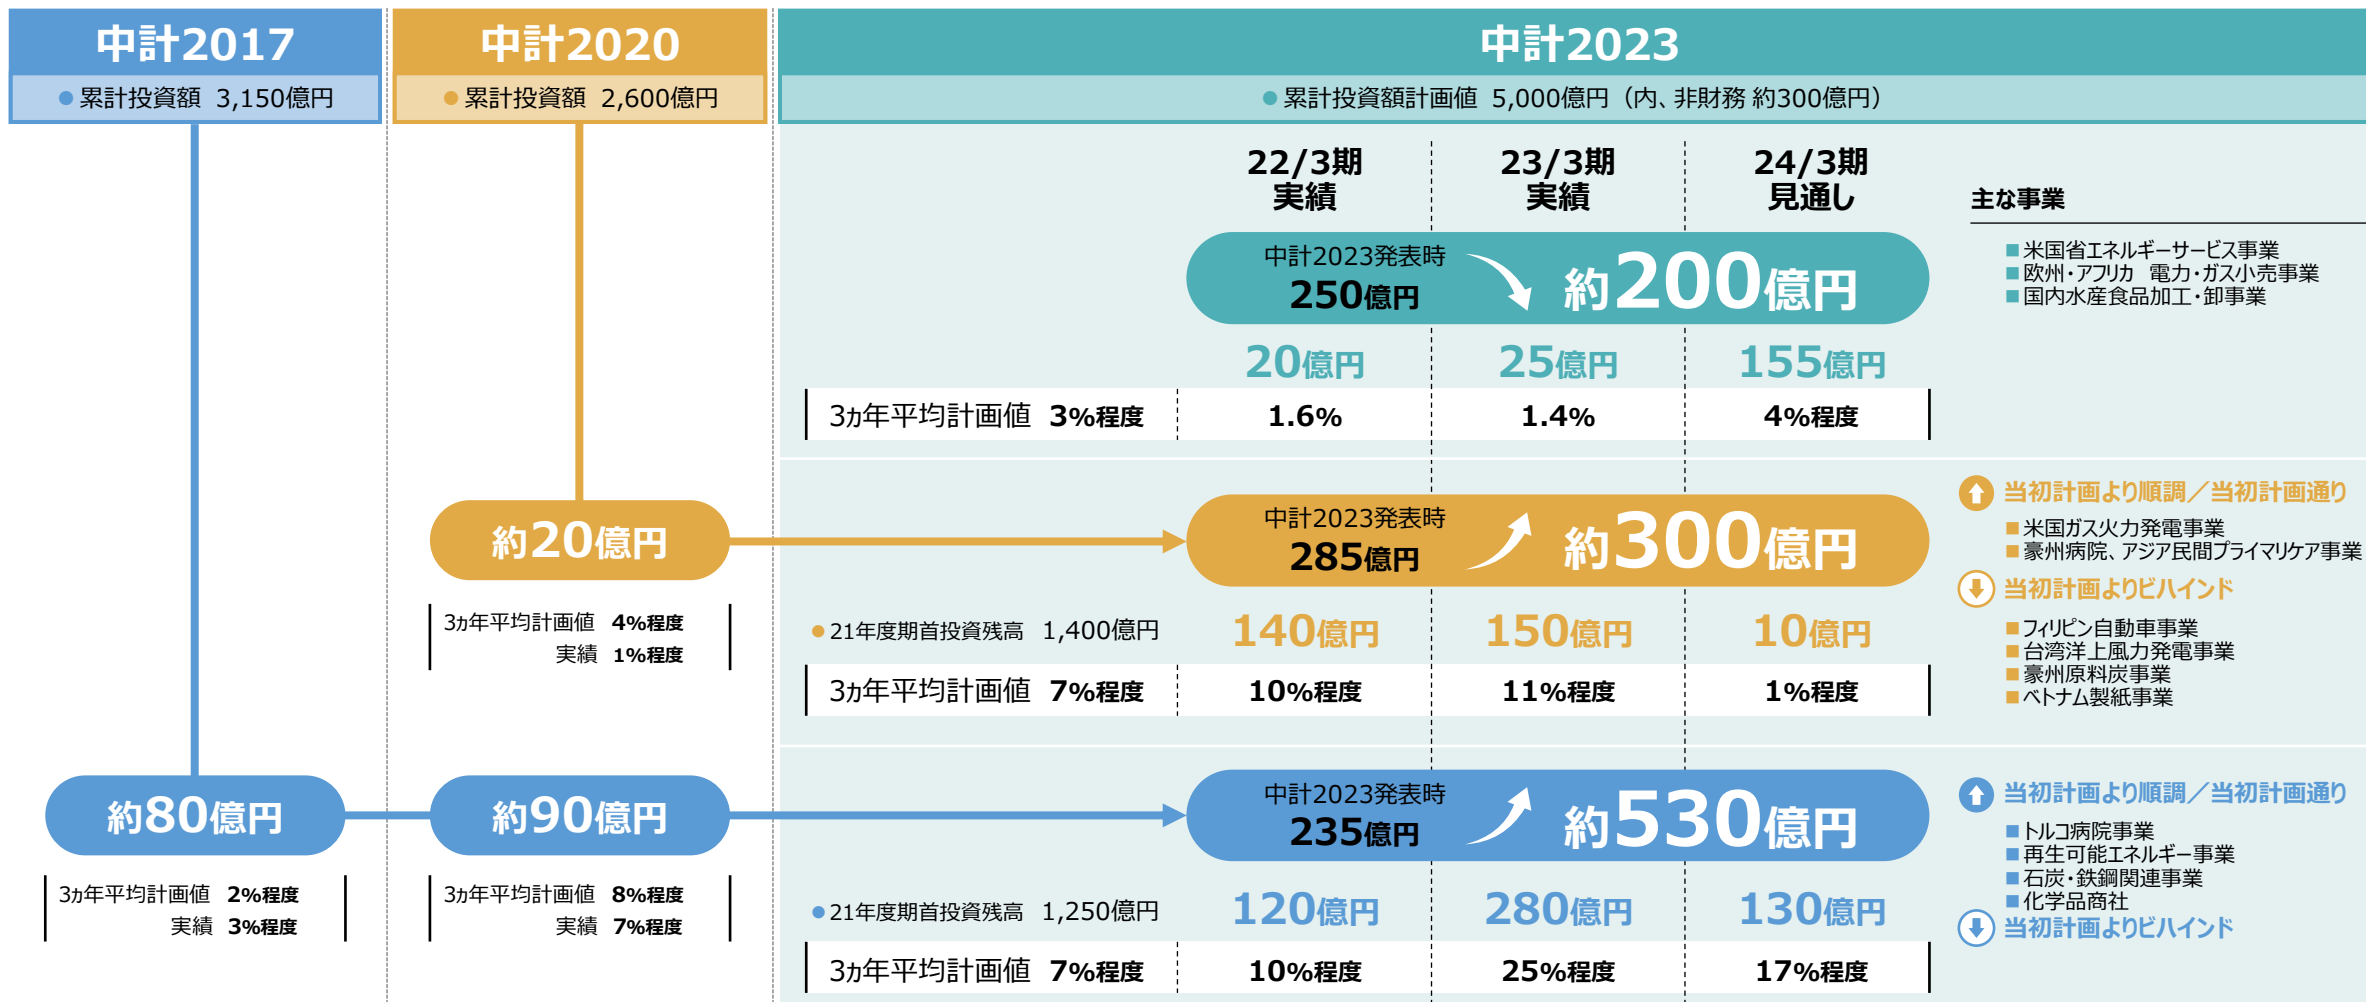 中計2017
● 累計投資額 3,150億円
中計2020
● 累計投資額 2,600億円
中計2023
● 累計投資額計画値 5,000億円（内、非財務 約300億円）
22/3期
実績
23/3期
実績
24/3期
見通し
主な事業
中計2023発表時
250億円
約200億円
■ 米国省エネルギーサービス事業
■ 欧州・アフリカ 電力・ガス小売事業
■ 国内水産食品加工・卸事業
20億円
25億円
155億円
3ヵ年平均計画値 3%程度
1.6%
1.4%
4%程度
約20億円
3ヵ年平均計画値 4%程度
実績 1%程度
中計2023発表時
285億円
約300億円
● 21年度期首投資残高 1,400億円
140億円
150億円
10億円
3ヵ年平均計画値 7%程度
10%程度
11%程度
1%程度
当初計画より順調／当初計画通り
■ 米国ガス火力発電事業
■ 豪州病院、アジア民間プライマリケア事業
当初計画よりビハインド
■ フィリピン自動車事業
■ 台湾洋上風力発電事業
■ 豪州原料炭事業
■ ベトナム製紙事業
約80億円
3ヵ年平均計画値 2%程度
実績 3%程度
約90億円
3ヵ年平均計画値 8%程度
実績 7%程度
中計2023発表時
235億円
約530億円
● 21年度期首投資残高 1,250億円
120億円
280億円
130億円
3ヵ年平均計画値 7%程度
10%程度
25%程度
17%程度
当初計画より順調／当初計画通り
■ トルコ病院事業
■ 再生可能エネルギー事業
■ 石炭・鉄鋼関連事業
■ 化学品商社
当初計画よりビハインド